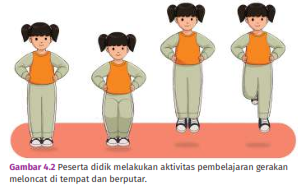 Gambar 4.2 Peserta didik melakukan aktivitas pembelajaran gerakan
meloncat di tempat dan berputar.